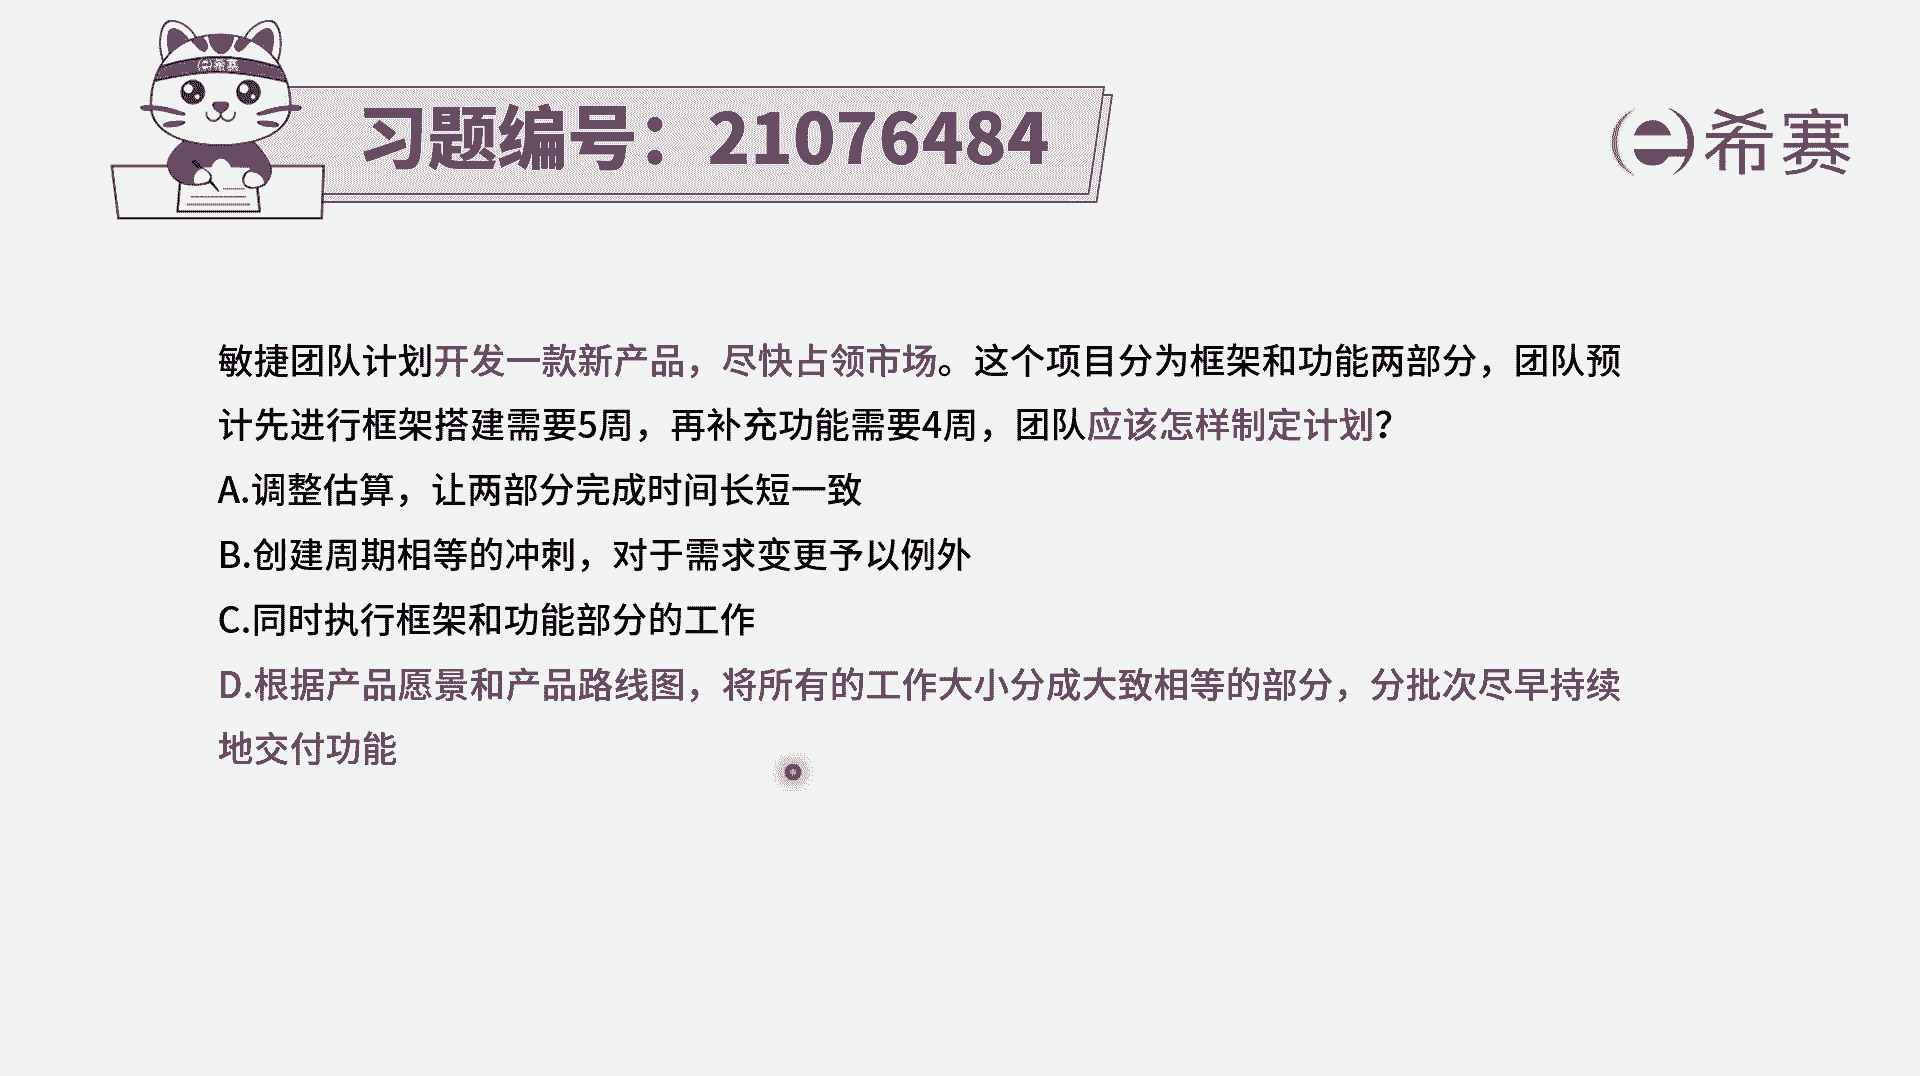 希赛
习题编号：21076484
希赛
敏捷团队计划开发一款新产品，尽快占领市场。这个项目分为框架和功能两部分，团队预
计先进行框架搭建需要5周，再补充功能需要4周，团队应该怎样制定计划？
A.调整估算，让两部分完成时间长短一致
B.创建周期相等的冲刺，对于需求变更予以例外
C.同时执行框架和功能部分的工作
D.根据产品愿景和产品路线图，将所有的工作大小分成大致相等的部分，分批次尽早持续
地交付功能